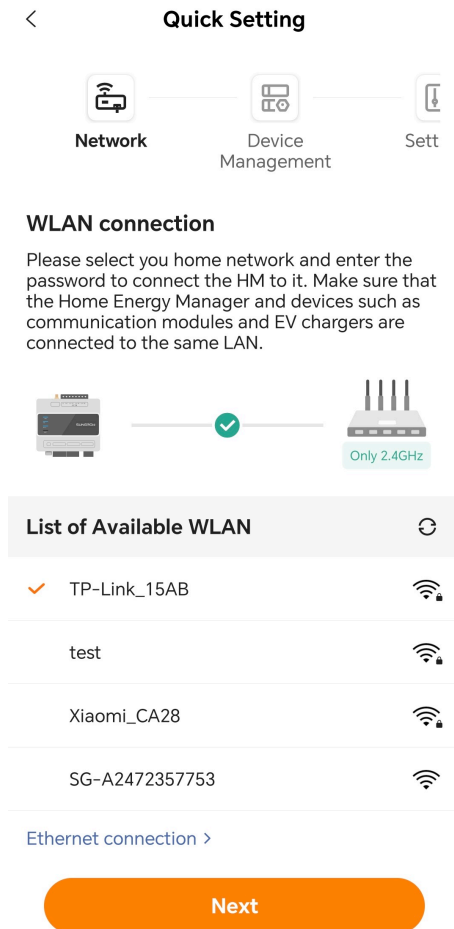 Quick Setting
Network
Device
Management
Sett
WLAN connection
Please select you home network and enter the
password to connect the HM to it. Make sure that
the Home Energy Manager and devices such as
communication modules and EV chargers are
connected to the same LAN.
Only 2.4GHz
List of Available WLAN
TP-Link_15AB
test
Xiaomi_CA28
SG-A2472357753
Ethernet connection >
Next